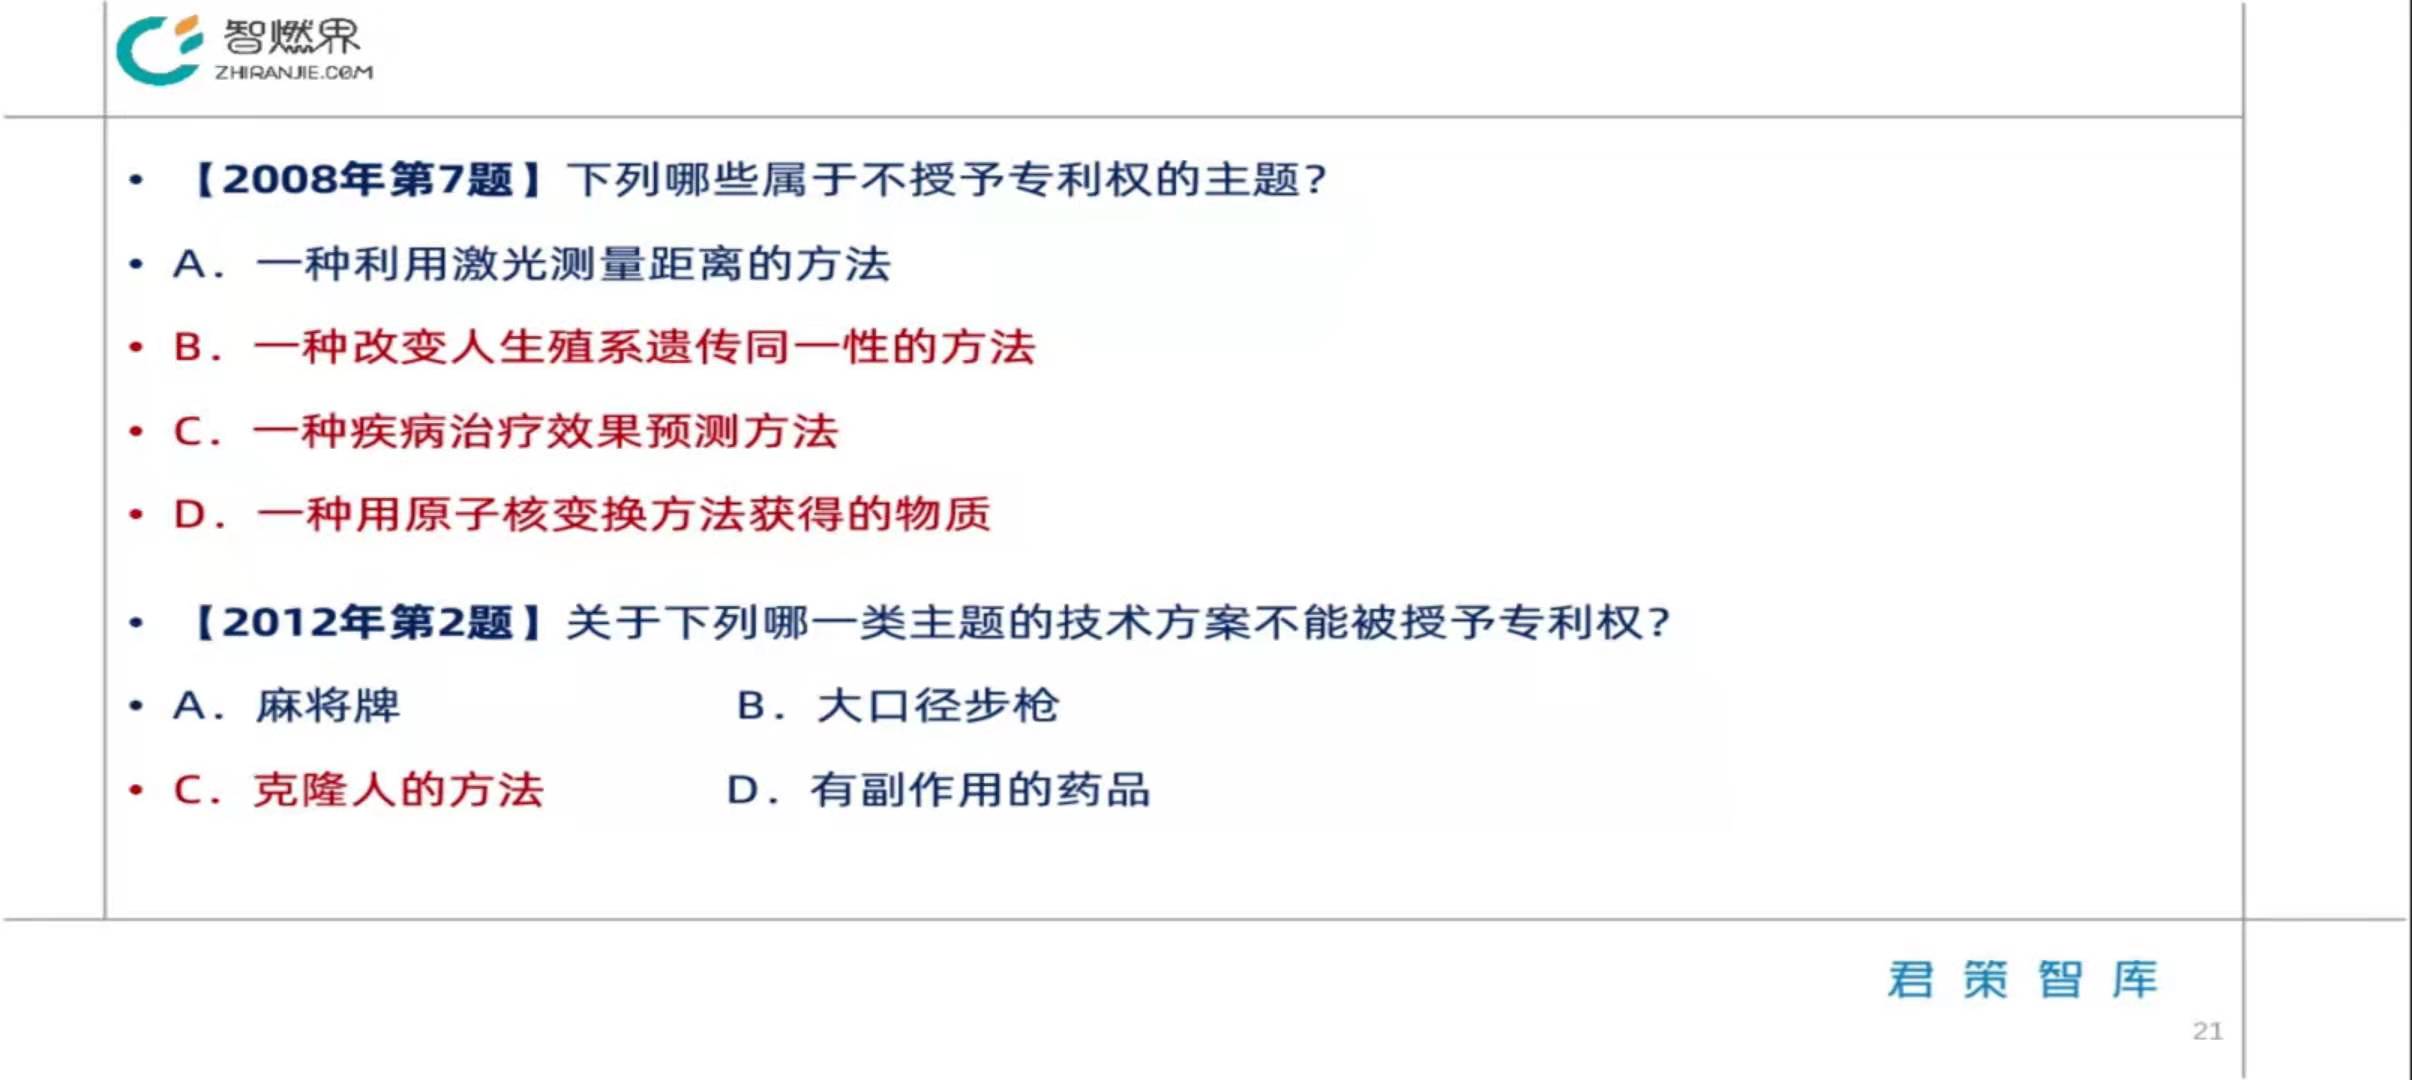 智燃界
ZHIRANJIE.COM
• 【2008年第7题】下列哪些属于不授予专利权的主题?
• A. 一种利用激光测量距离的方法
• B. 一种改变人生殖系遗传同一性的方法
• C. 一种疾病治疗效果预测方法
• D. 一种用原子核变换方法获得的物质
• 【2012年第2题】关于下列哪一类主题的技术方案不能被授予专利权?
• A. 麻将牌 B. 大口径步枪
• C. 克隆人的方法 D. 有副作用的药品
君策智库
21